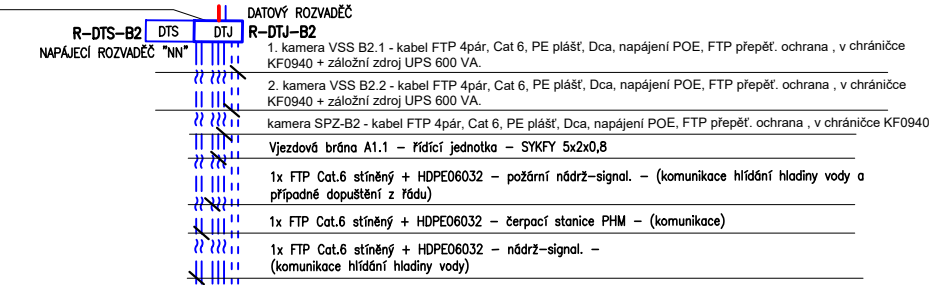 DATOVÝ ROZVADĚČ
R-DTS-B2 DTS DTJ R-DTJ-B2
NAPÁJECÍ ROZVADĚČ "NN"
1. kamera VSS B2.1 - kabel FTP 4pár, Cat 6, PE plášť, Dca, napájení POE, FTP přepěť. ochrana , v chráničce
KF0940 + záložní zdroj UPS 600 VA.
2. kamera VSS B2.2 - kabel FTP 4pár, Cat 6, PE plášť, Dca, napájení POE, FTP přepěť. ochrana , v chráničce
KF0940 + záložní zdroj UPS 600 VA.
kamera SPZ-B2 - kabel FTP 4pár, Cat 6, PE plášť, Dca, napájení POE, FTP přepěť. ochrana , v chráničce KF0940
Vjezdová brána A1.1 – řídící jednotka – SYKFY 5x2x0,8
1x FTP Cat.6 stíněný + HDPE06032 – požární nádrž-signal. – (komunikace hlídání hladiny vody a
případné dopuštění z řádu)
1x FTP Cat.6 stíněný + HDPE06032 – čerpací stanice PHM – (komunikace)
1x FTP Cat.6 stíněný + HDPE06032 – nádrž-signal. –
(komunikace hlídání hladiny vody)